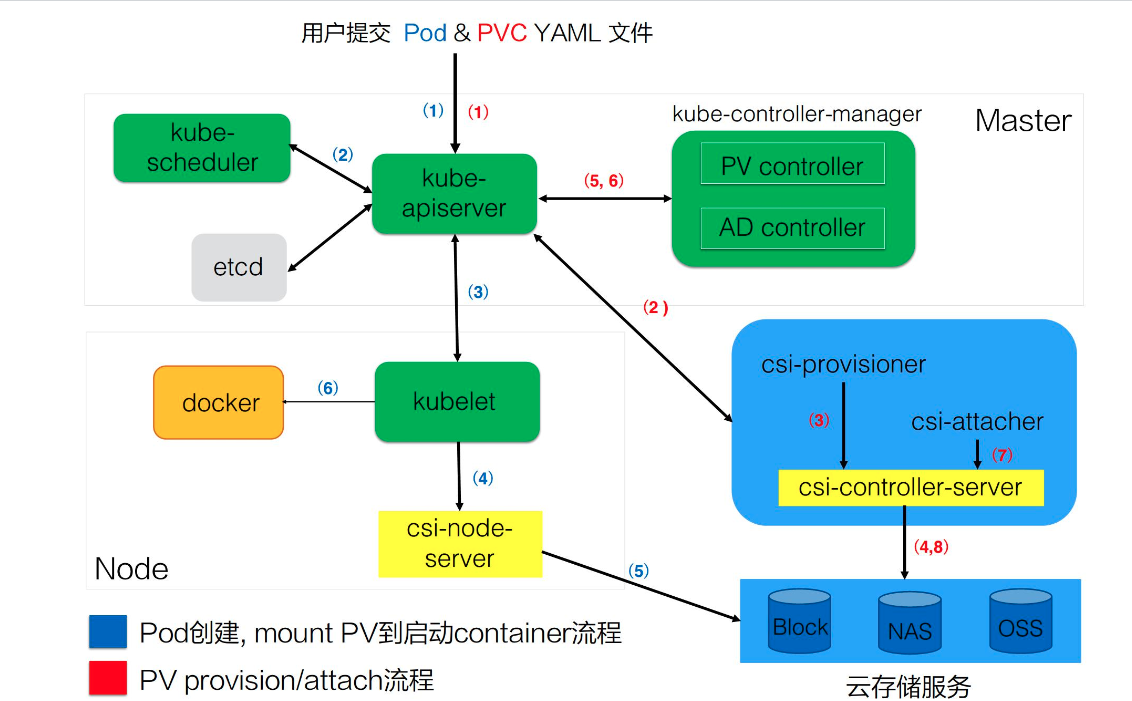 用户提交 Pod & PVC YAML 文件
(1)
(1)
kube-controller-manager
Master
kube-
scheduler
(2)
kube-
apiserver
(5, 6)
PV controller
AD controller
etcd
(3)
(2 )
docker
(6)
kubelet
csi-provisioner
(3)
csi-attacher
(7)
(4)
csi-controller-server
csi-node-
server
Node
(4,8)
(5)
Block
NAS
OSS
云存储服务
Pod创建, mount PV到启动container流程
PV provision/attach流程